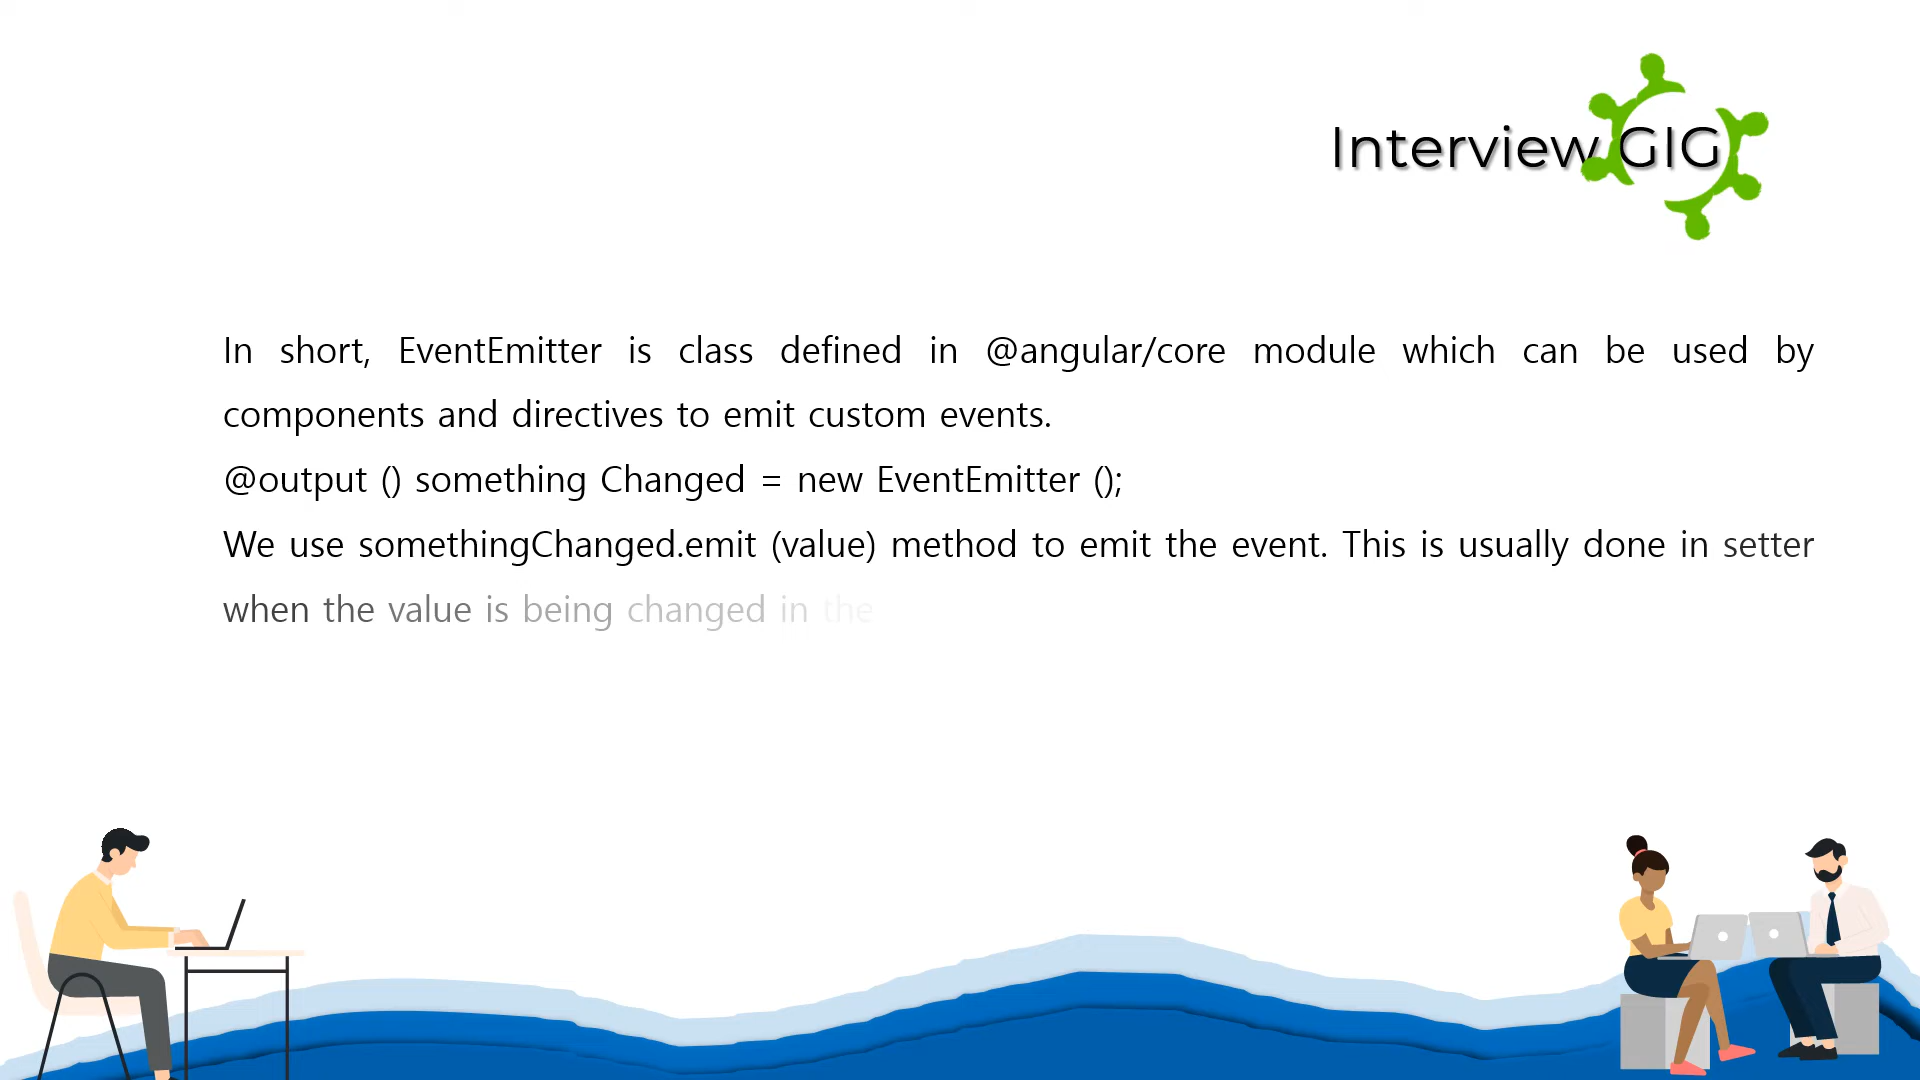 Interview GIG
In short, EventEmitter is class defined in @angular/core module which can be used by
components and directives to emit custom events.
@output () something Changed = new EventEmitter ();
We use somethingChanged.emit (value) method to emit the event. This is usually done in setter
when the value is being changed in the